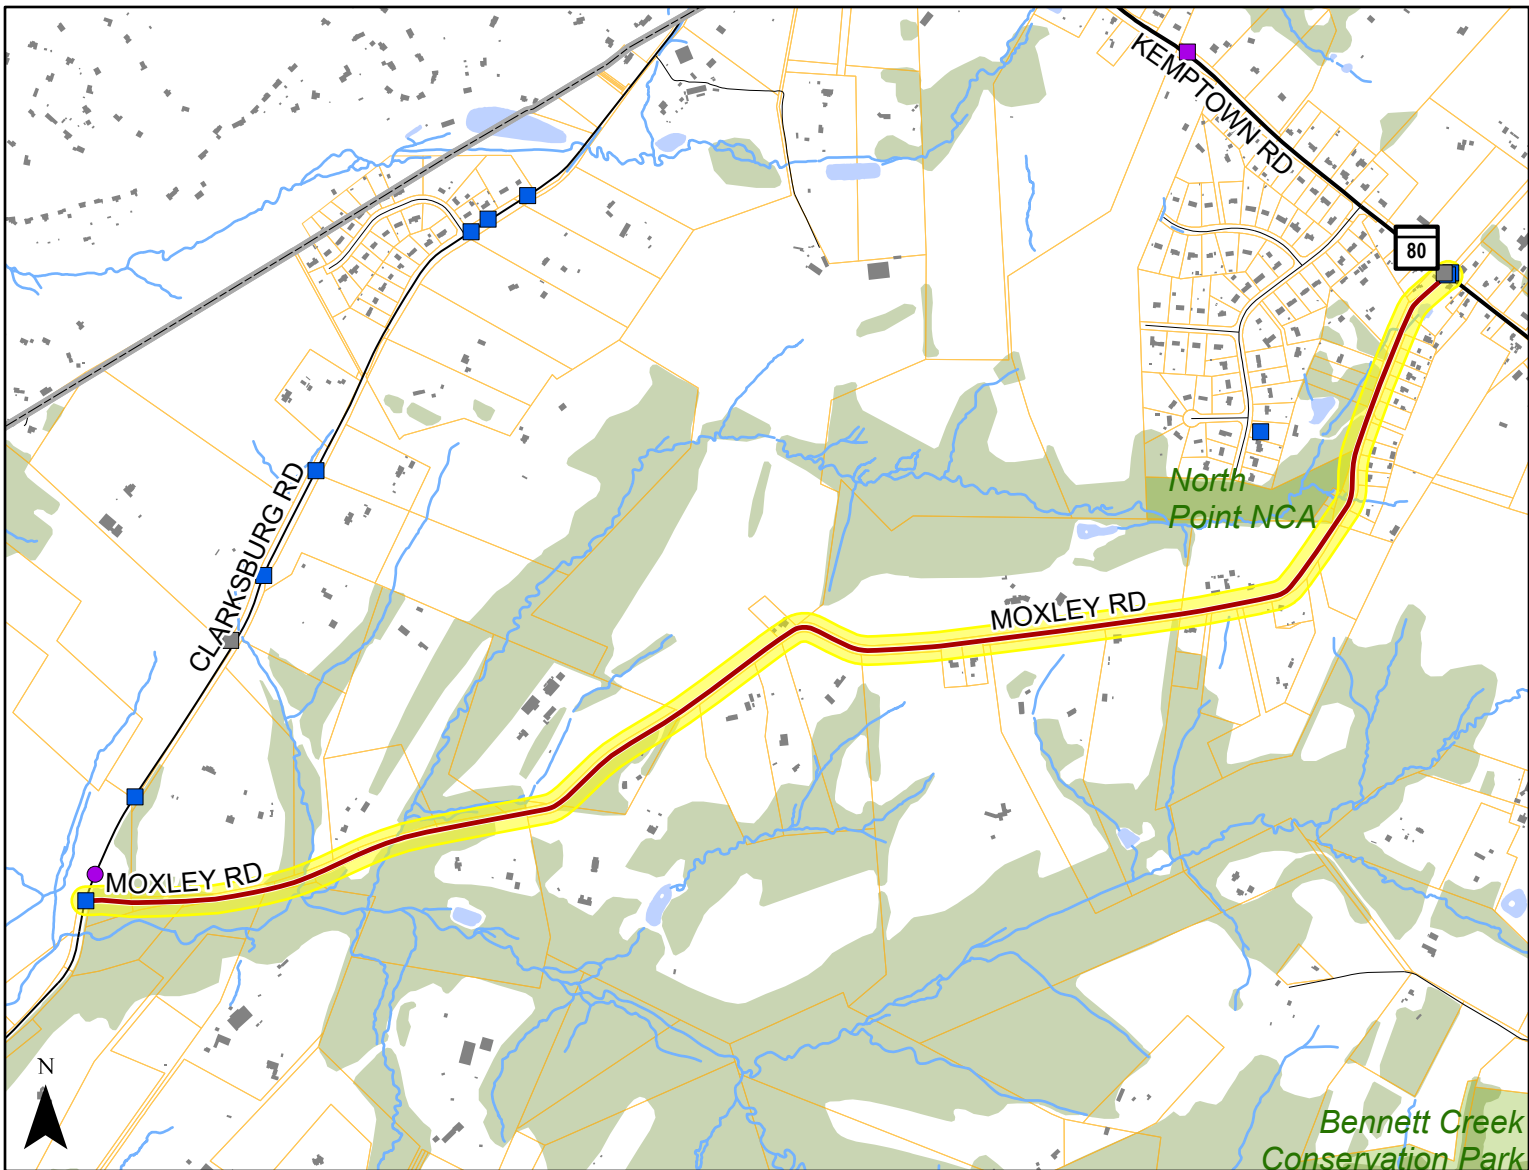 KEMPTOWN RD
80
CLARKSBURG RD
North
Point NCA
MOXLEY RD
MOXLEY RD
N
Bennett Creek
Conservation Park